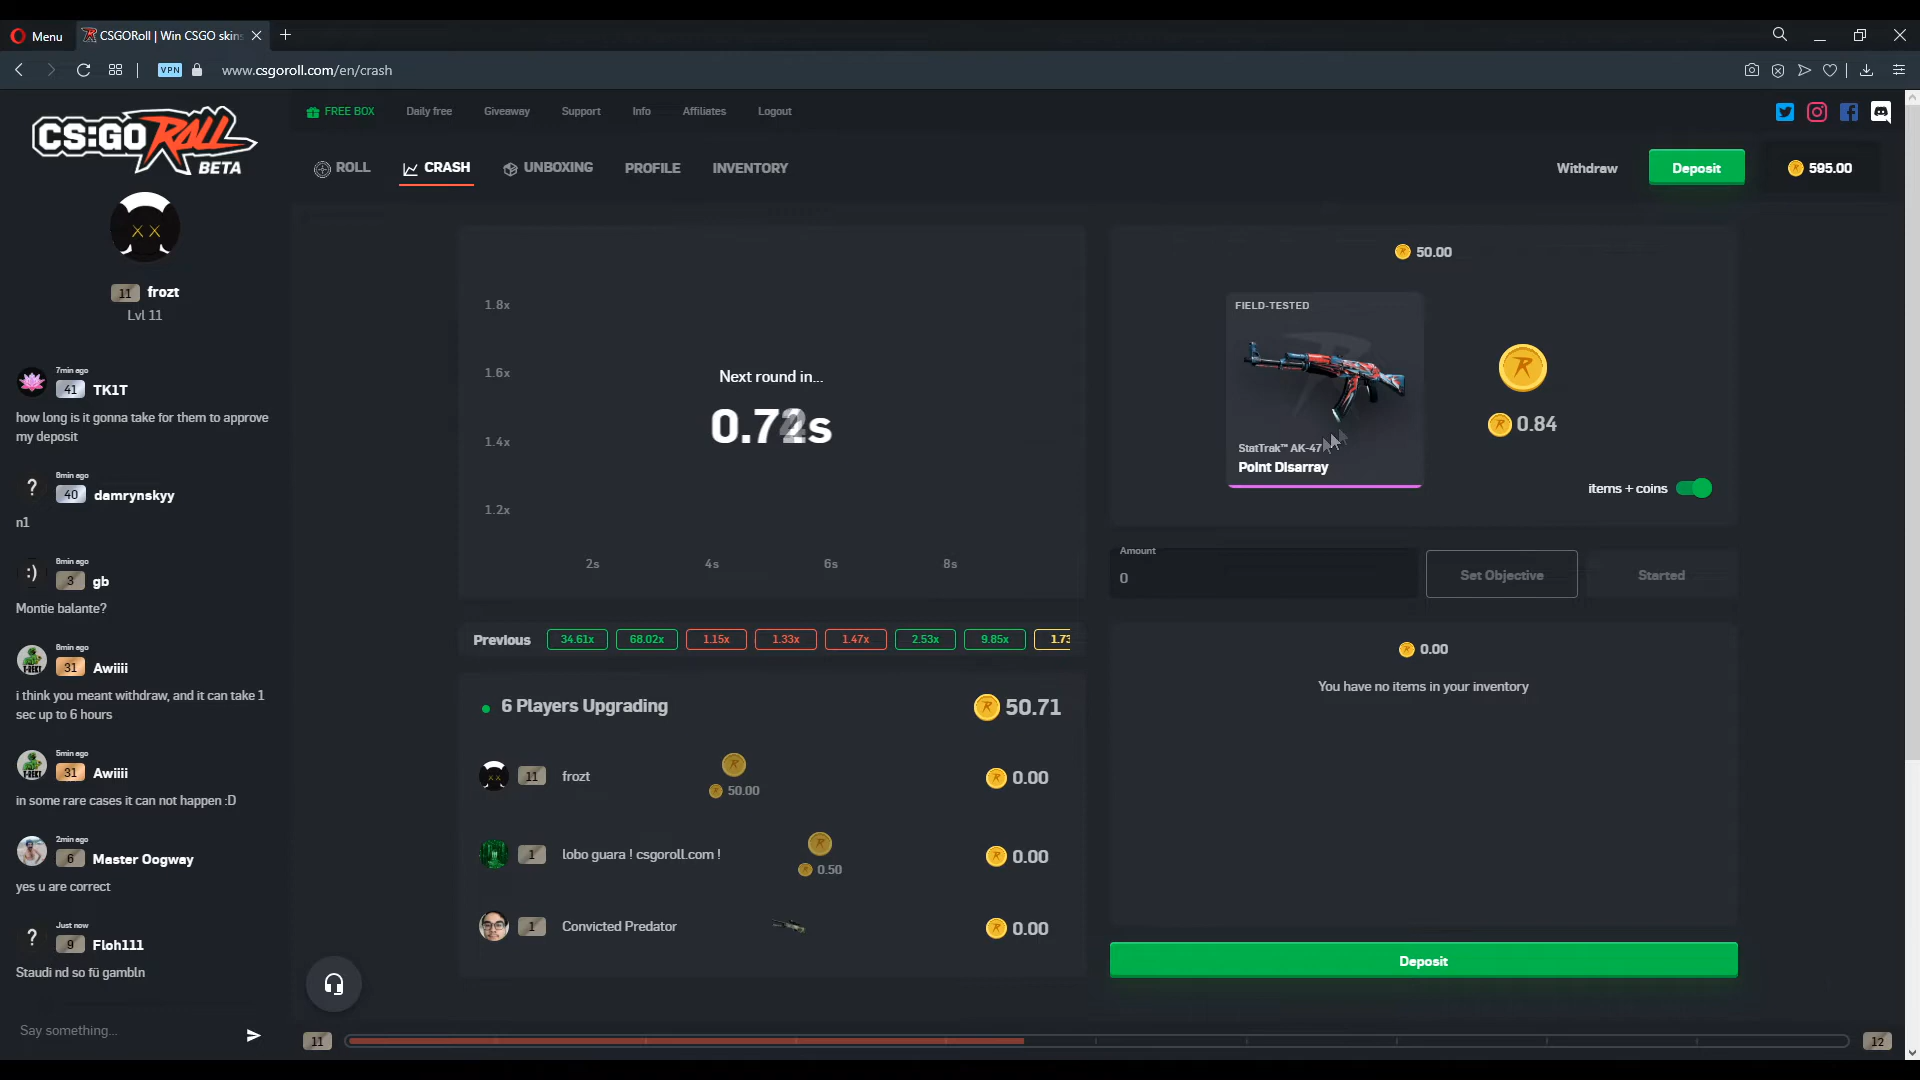 Menu
CSGORoll | Win CSGO skins
VPN
www.csgoroll.com/en/crash
CS:GO ROLL
BETA
11 frozt
Lvl 11
7min ago
41 TK1T
how long is it gonna take for them to approve
my deposit
?
8min ago
40 damrynskyy
n1
:)
8min ago
3 gb
Montie balante?
8min ago
31 Awiiii
i think you meant withdraw, and it can take 1
sec up to 6 hours
5min ago
31 Awiiii
in some rare cases it can not happen :D
2min ago
6 Master Oogway
yes u are correct
?
Just now
9 Floh111
Staudi nd so fü gambln
Say something...
FREE BOX
Daily free
Giveaway
Support
Info
Affiliates
Logout
ROLL
CRASH
UNBOXING
PROFILE
INVENTORY
Withdraw
Deposit
595.00
1.8x
1.6x
1.4x
1.2x
Next round in...
2s
4s
6s
8s
Previous
34.61x
68.02x
1.15x
1.33x
1.47x
2.53x
9.85x
1.73
6 Players Upgrading
50.71
11 frozt
50.00
0.00
1 lobo guara ! csgoroll.com !
0.50
0.00
1 Convicted Predator
0.00
50.00
FIELD-TESTED
StatTrak™ AK-47
Point Disarray
0.84
items + coins
Amount
0
Set Objective
Started
0.00
You have no items in your inventory
Deposit
11
12